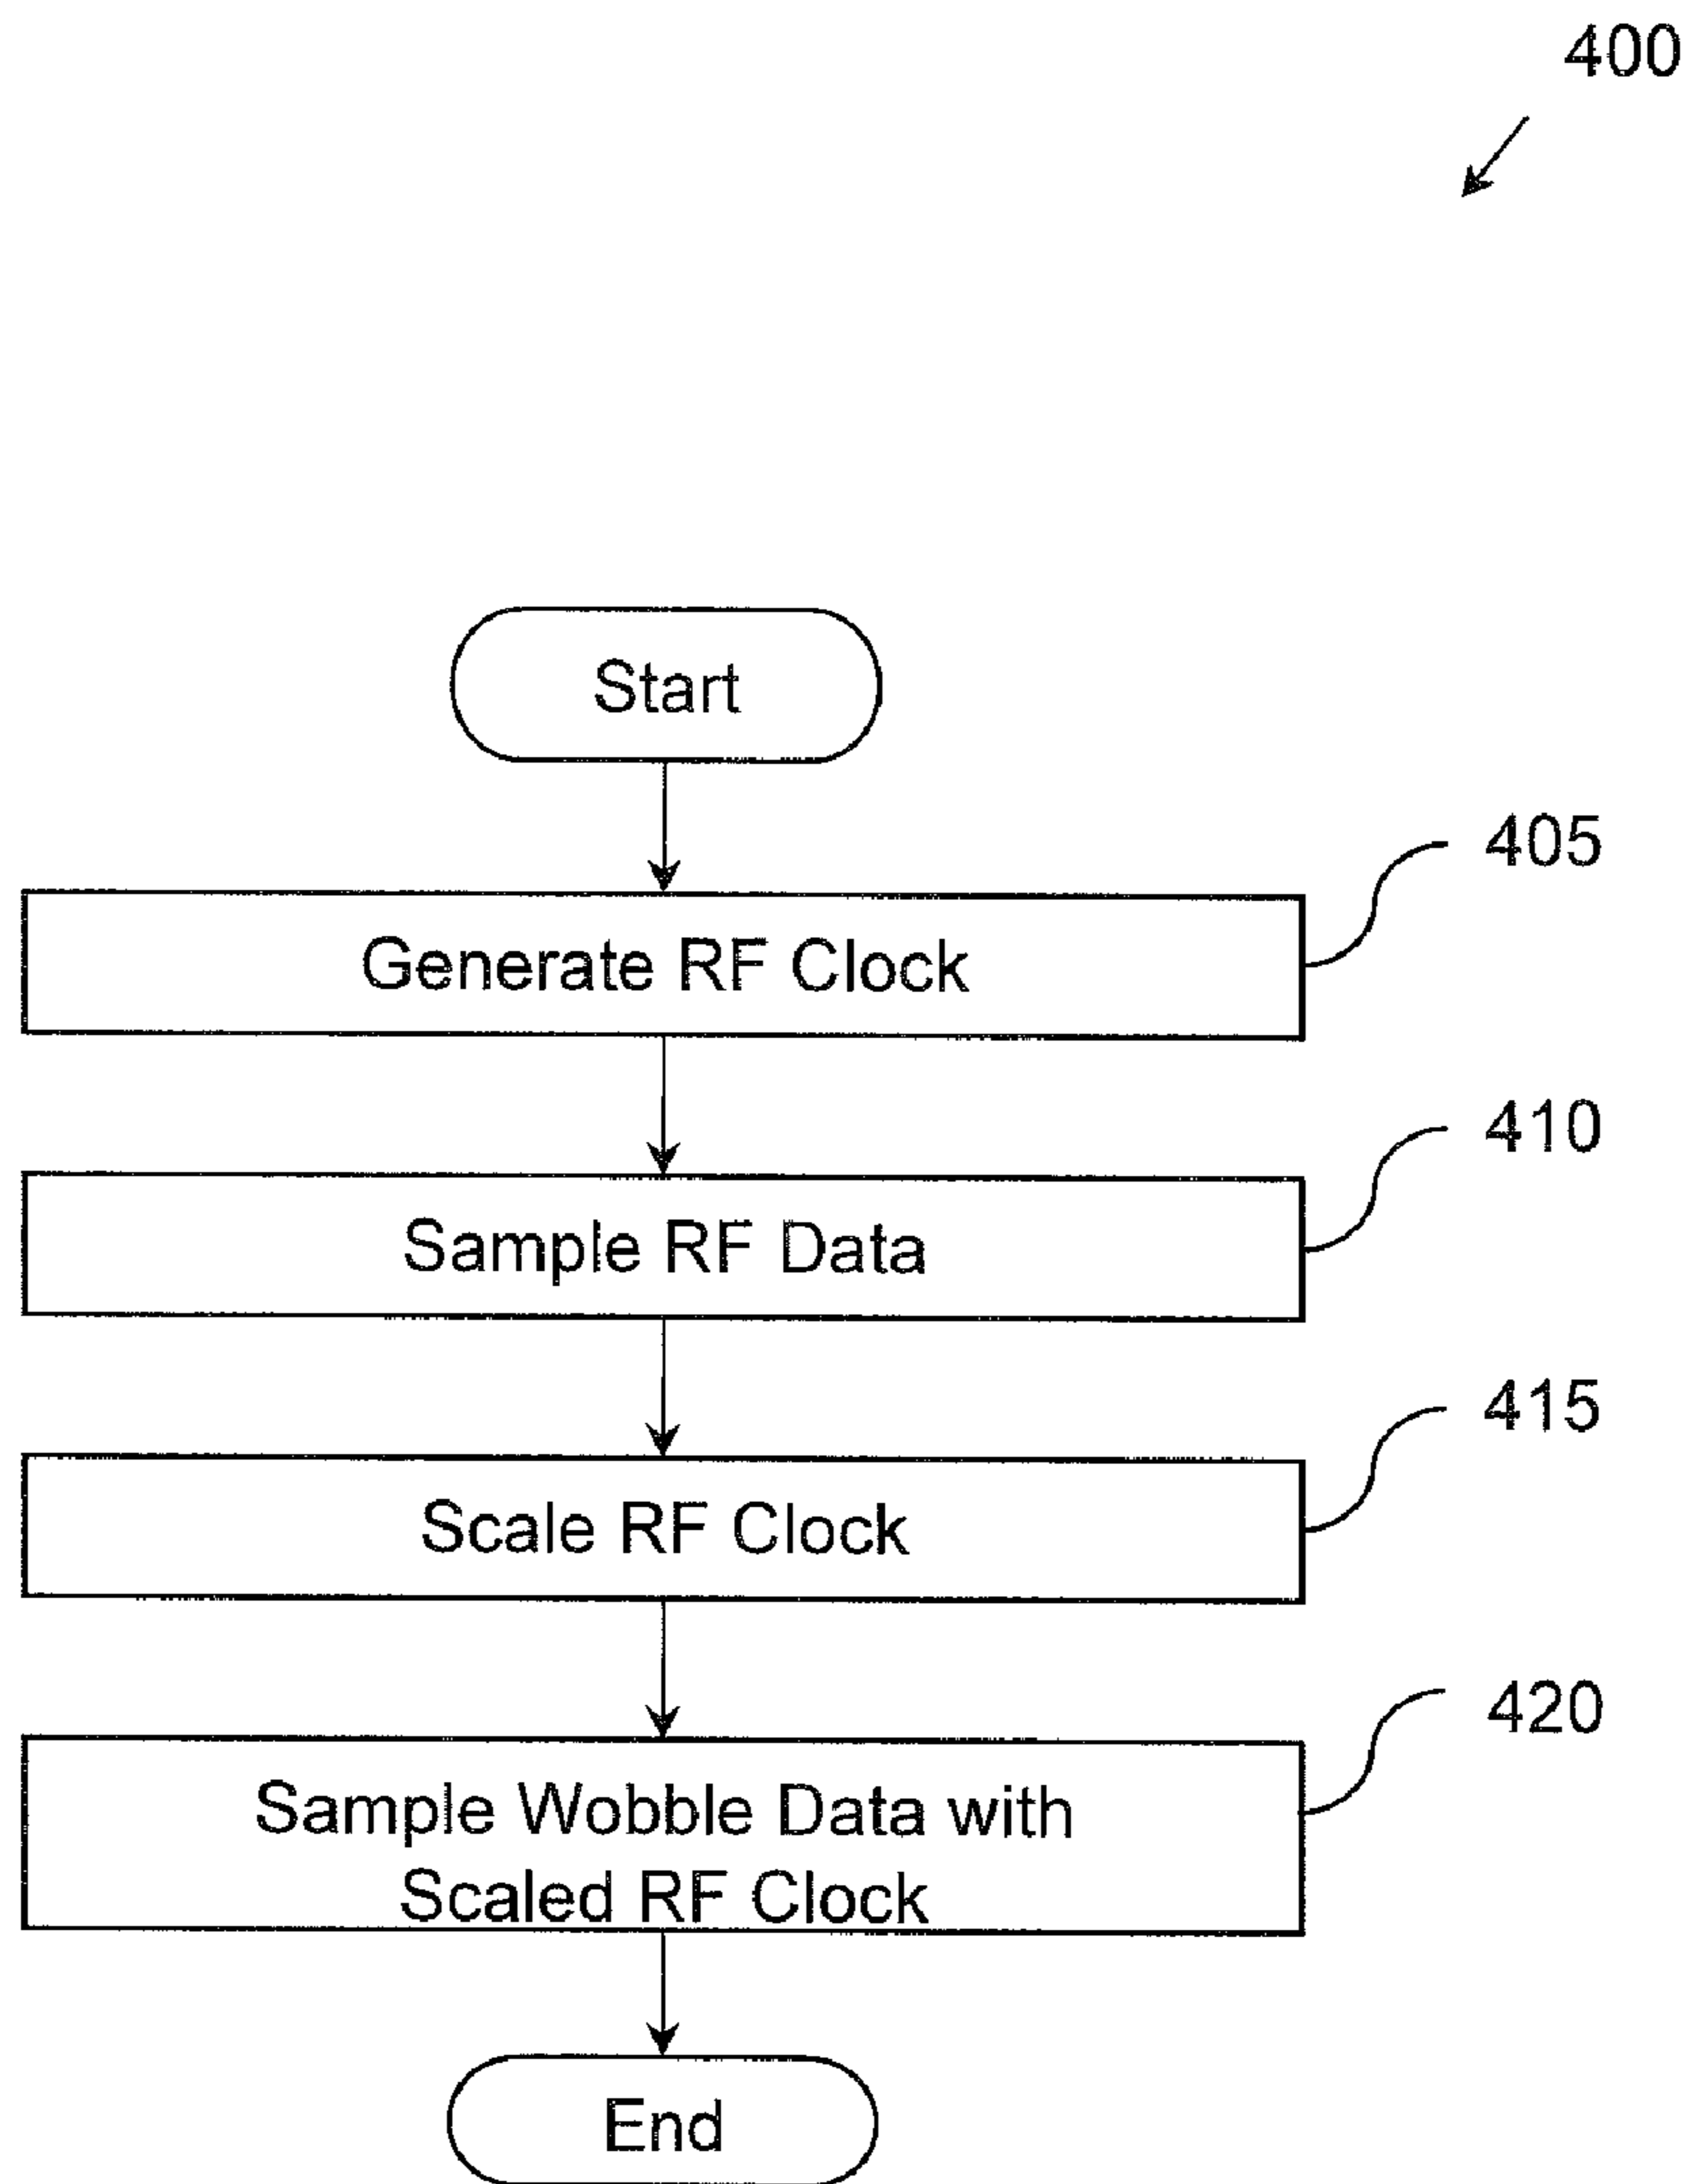 400
Start
405
Generate RF Clock
410
Sample RF Data
415
Scale RF Clock
420
Sample Wobble Data with
Scaled RF Clock
End